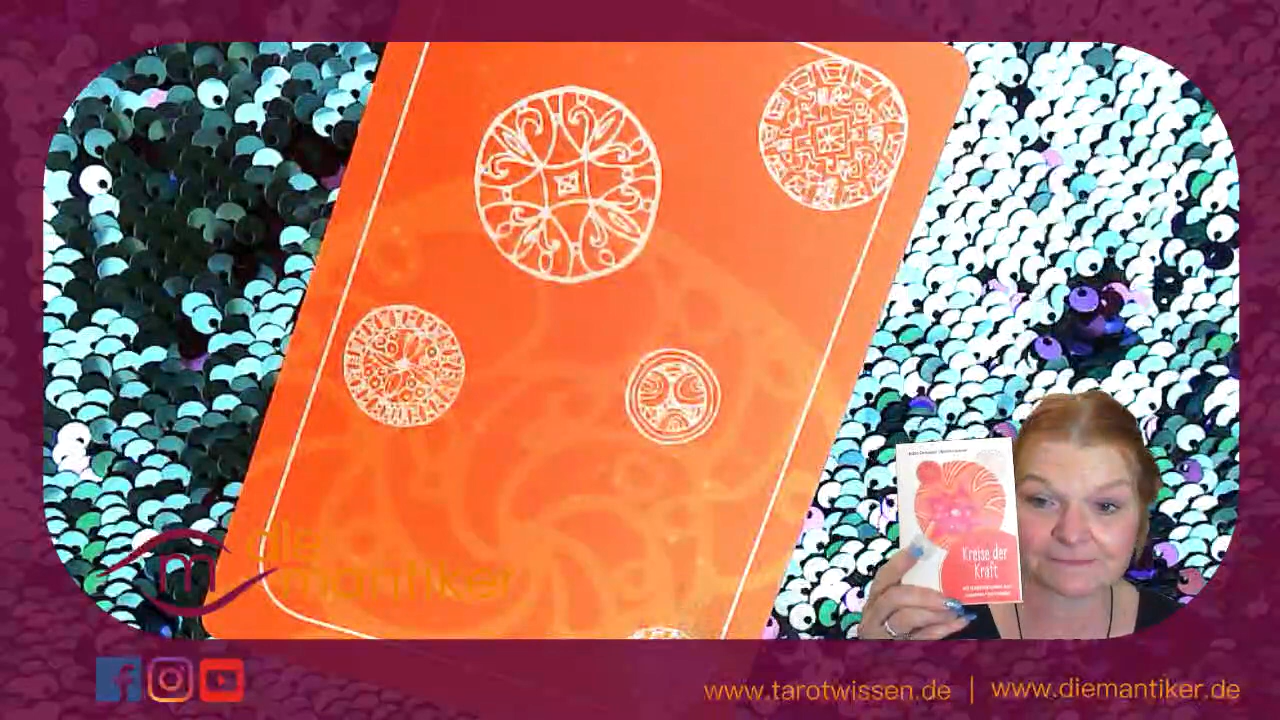 die
mantiker
m
Kreise der
Kraft
www.tarotwissen.de | www.diemantiker.de